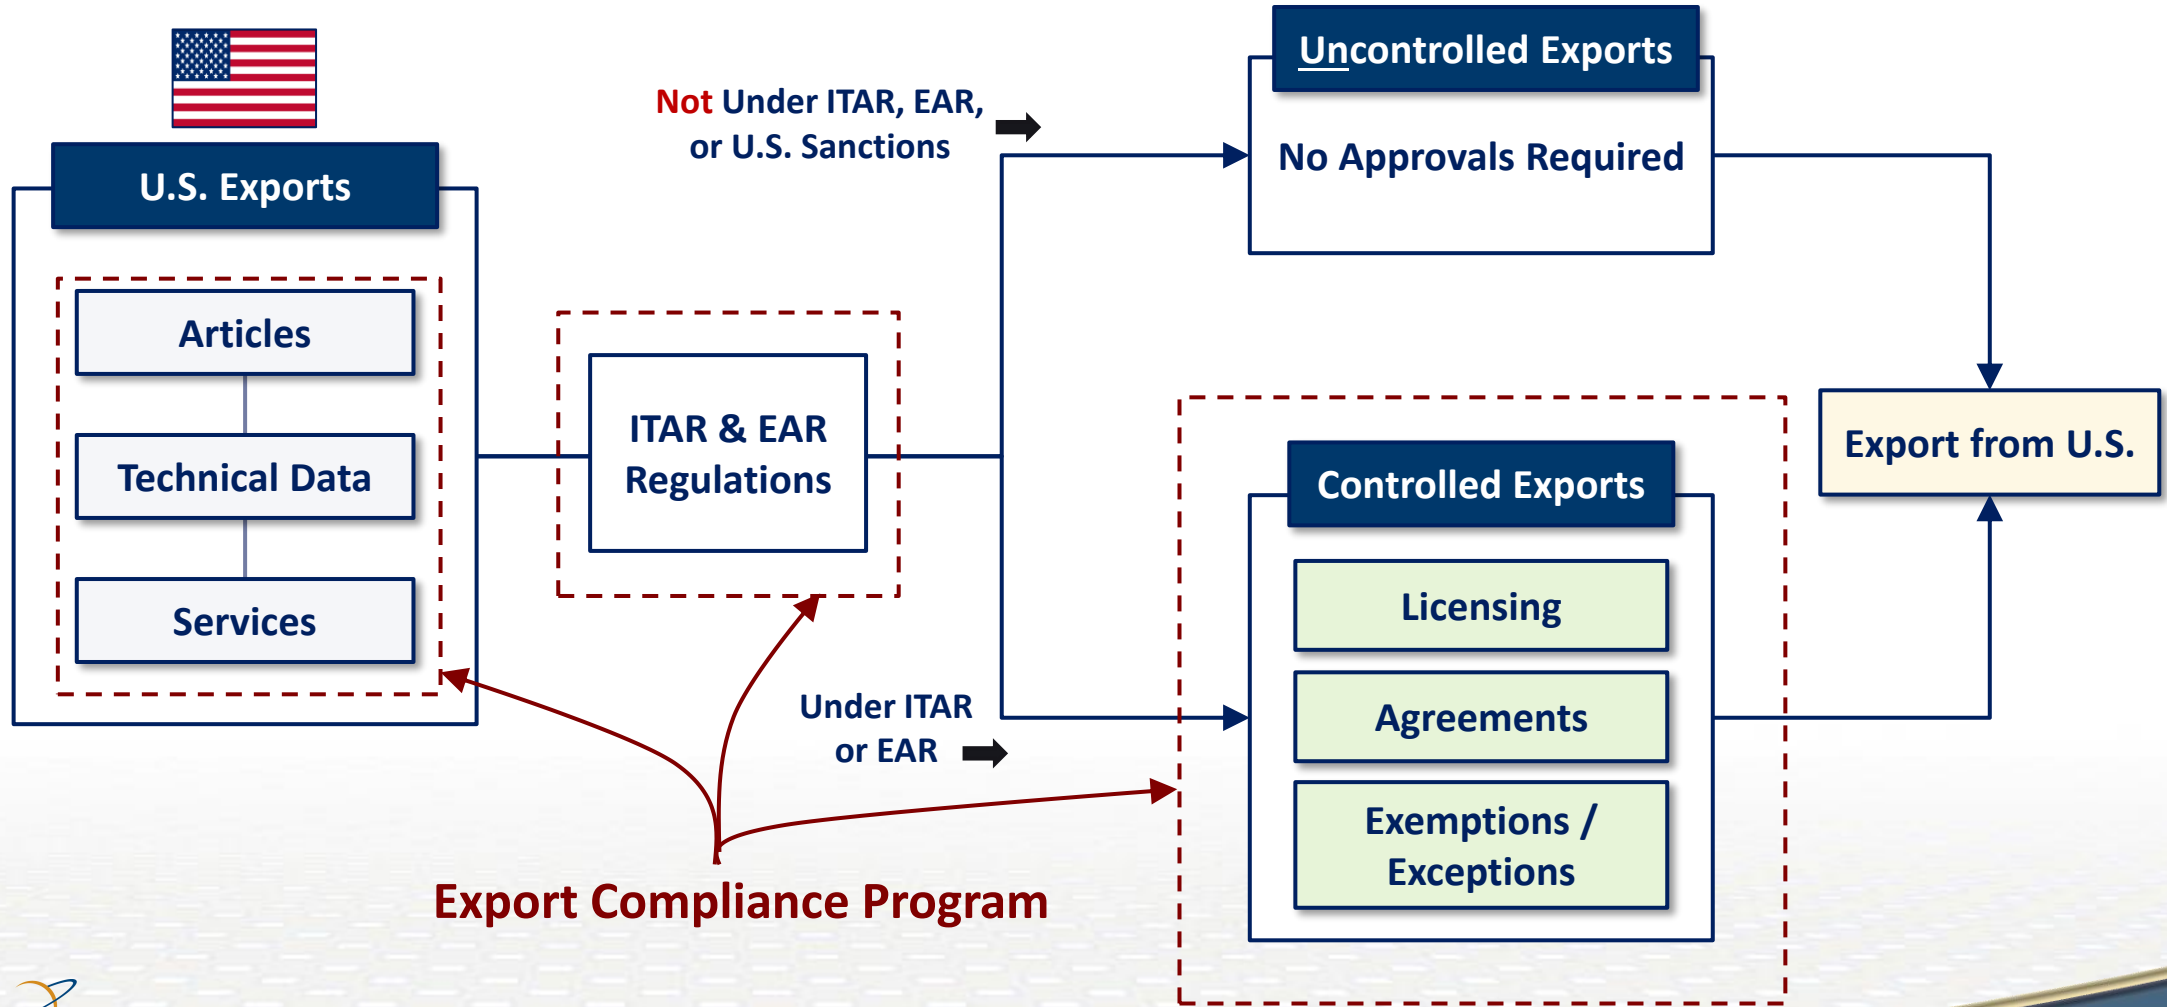 U.S. Exports
Articles
Technical Data
Services
ITAR & EAR
Regulations
Not Under ITAR, EAR,
or U.S. Sanctions
Under ITAR
or EAR
Uncontrolled Exports
No Approvals Required
Controlled Exports
Licensing
Agreements
Exemptions /
Exceptions
Export from U.S.
Export Compliance Program